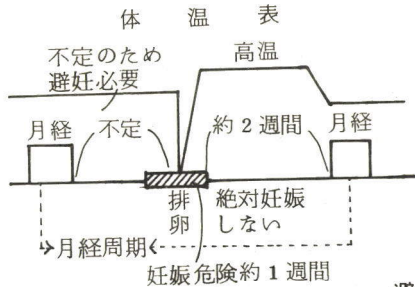 体温表
不定のため
避妊必要
高温
月経
不定
約2週間
月経
排卵
絶対妊娠
しない
月経周期
妊娠危険約1週間